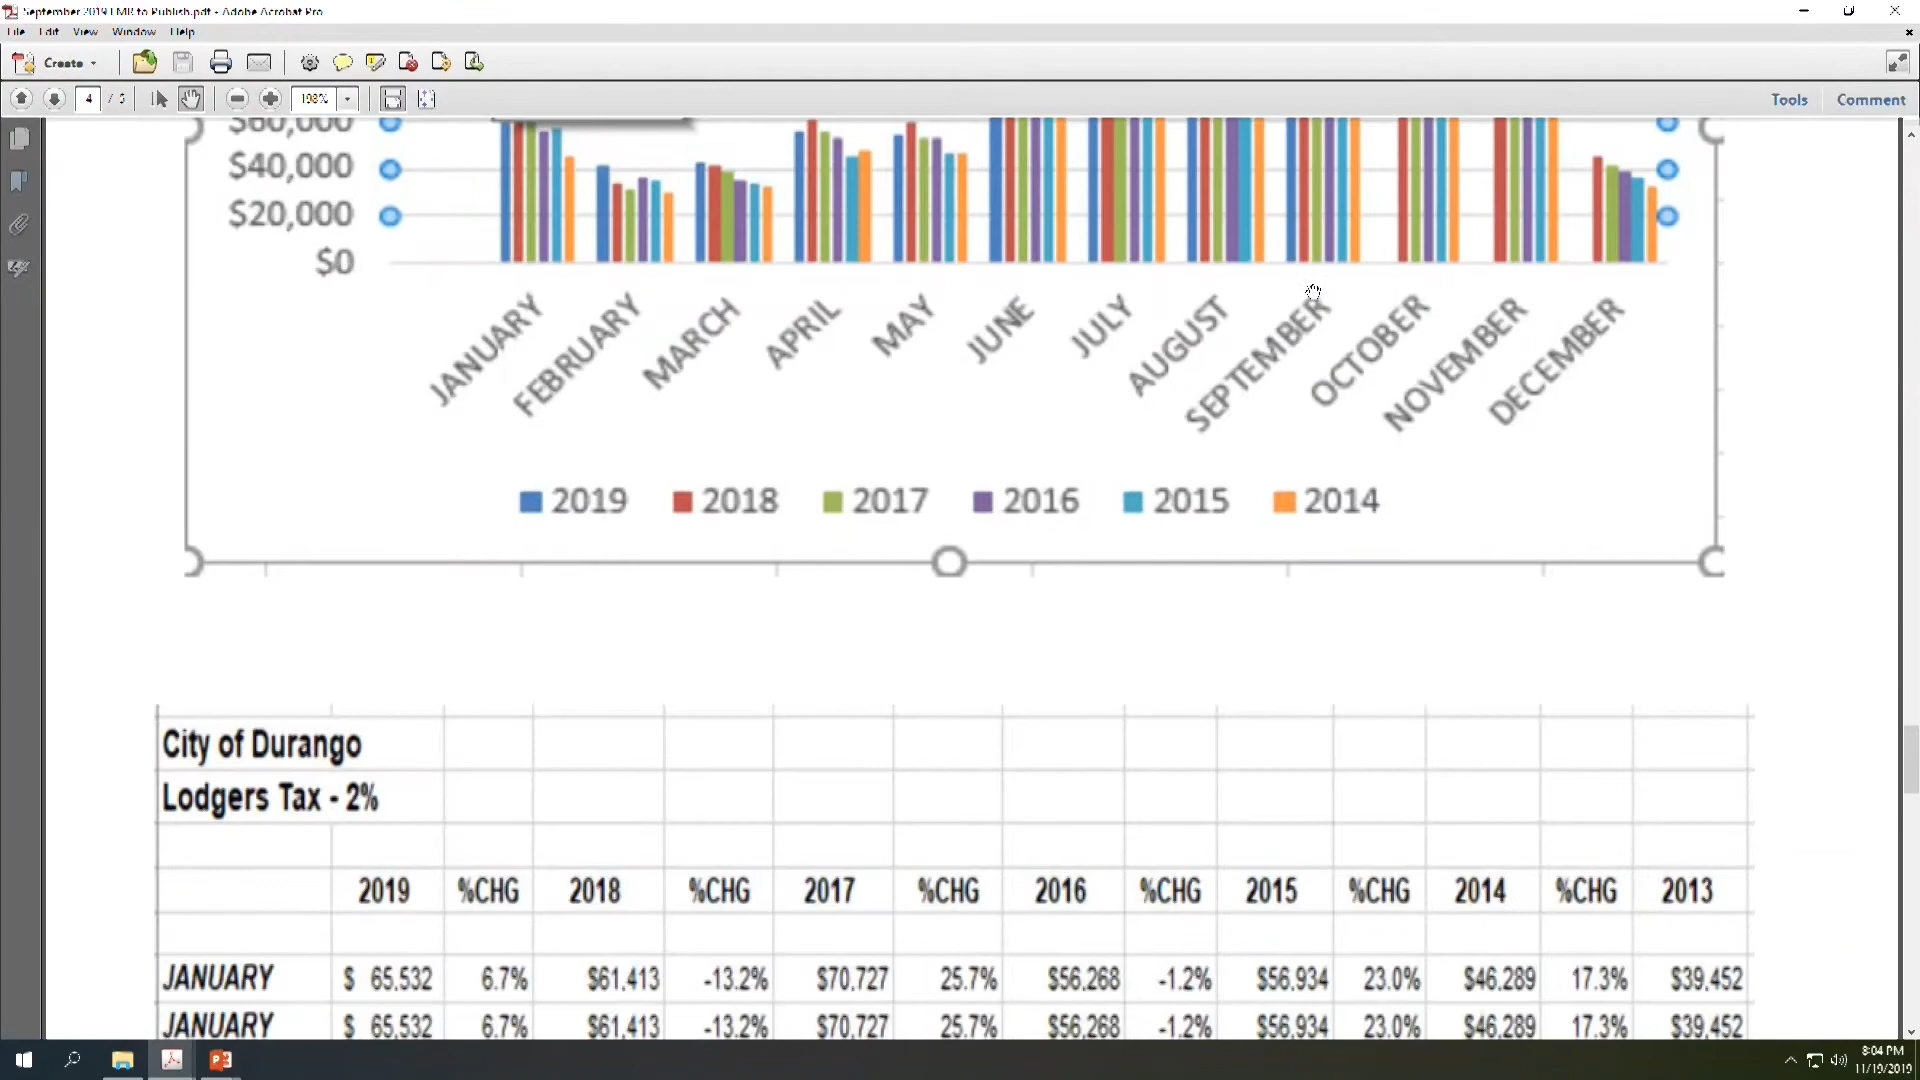 September 2019 LMR to Publish.pdf - Adobe Acrobat Pro
File Edit View Window Help
Create
4 / 5 198% Tools Comment
$60,000
$40,000
$20,000
$0
JANUARY FEBRUARY MARCH APRIL MAY JUNE JULY AUGUST SEPTEMBER OCTOBER NOVEMBER DECEMBER
2019 2018 2017 2016 2015 2014
City of Durango
Lodgers Tax - 2%
2019 %CHG 2018 %CHG 2017 %CHG 2016 %CHG 2015 %CHG 2014 %CHG 2013
JANUARY $ 65,532 6.7% $61,413 -13.2% $70,727 25.7% $56,268 -1.2% $56,934 23.0% $46,289 17.3% $39,452
JANUARY $ 65,532 6.7% $61,413 -13.2% $70,727 25.7% $56,268 -1.2% $56,934 23.0% $46,289 17.3% $39,452
8:04 PM
11/19/2019